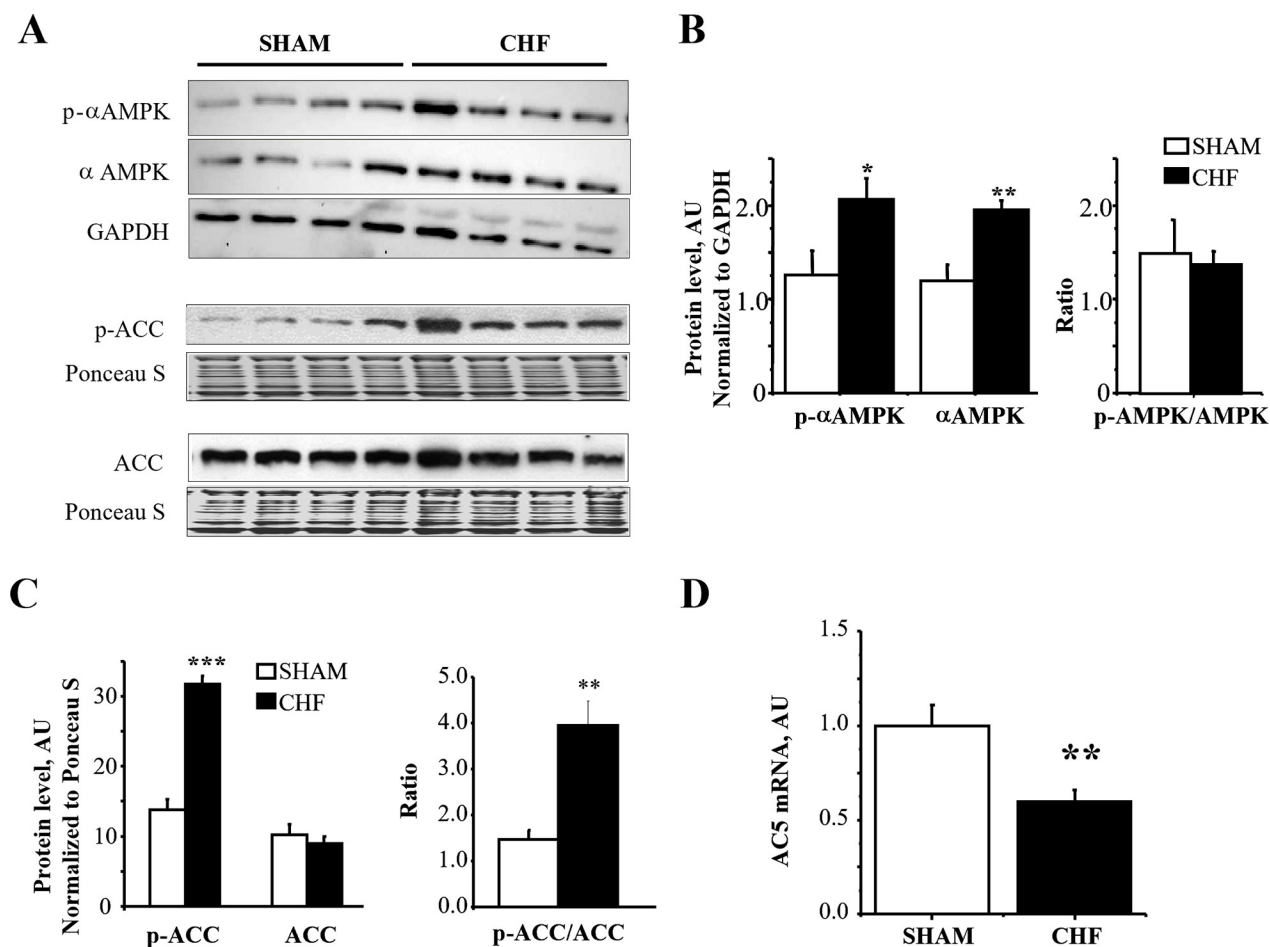 A
SHAM CHF
p-αAMPK
α AMPK
GAPDH
p-ACC
Ponceau S
ACC
Ponceau S
B
Protein level, AU
Normalized to GAPDH
2.0
1.0
0
*
**
p-αAMPK αAMPK
SHAM
CHF
Ratio
2.0
1.0
0
p-AMPK/AMPK
C
Protein level, AU
Normalized to Ponceau S
30
20
10
0
***
SHAM
CHF
p-ACC ACC
Ratio
5.0
4.0
3.0
2.0
1.0
0.0
**
p-ACC/ACC
D
AC5 mRNA, AU
1.5
1.0
0.5
0.0
**
SHAM CHF